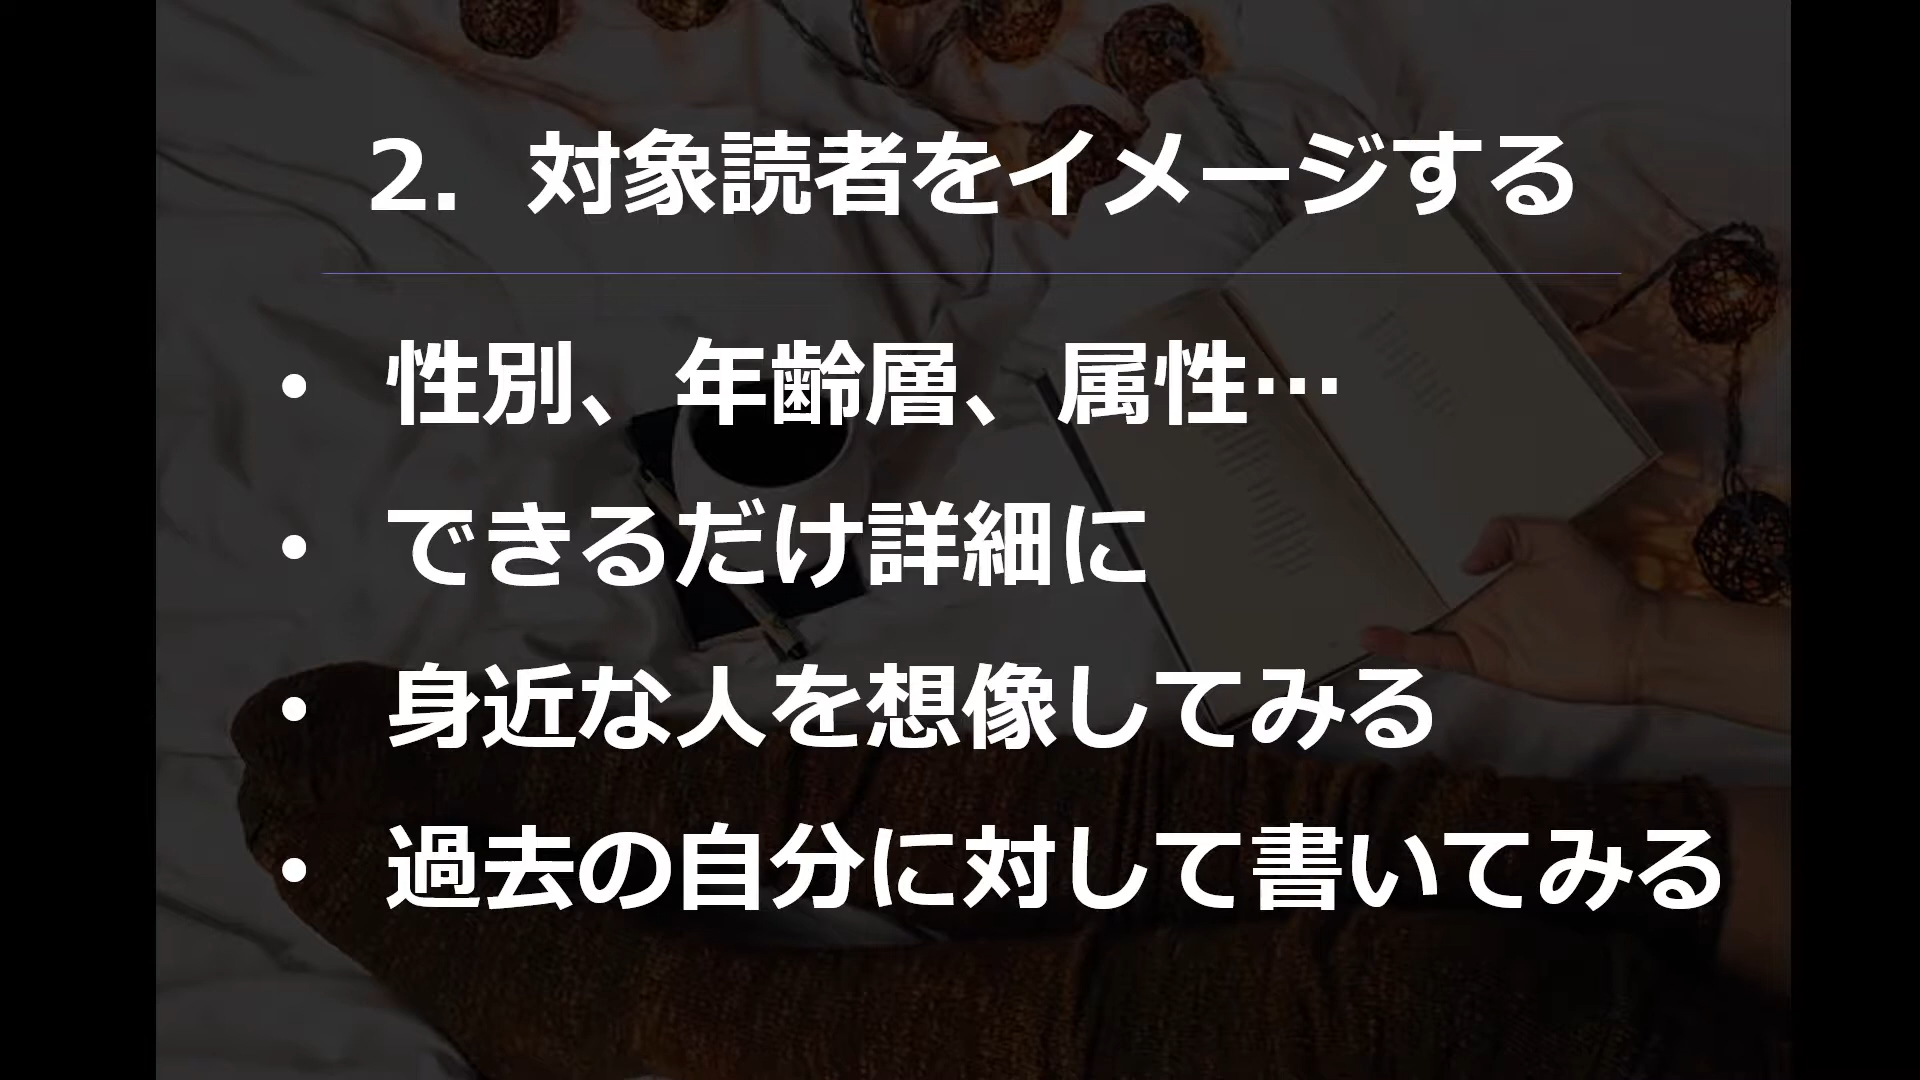 2. 対象読者をイメージする
• 性別、年齢層、属性…
• できるだけ詳細に
• 身近な人を想像してみる
• 過去の自分に対して書いてみる